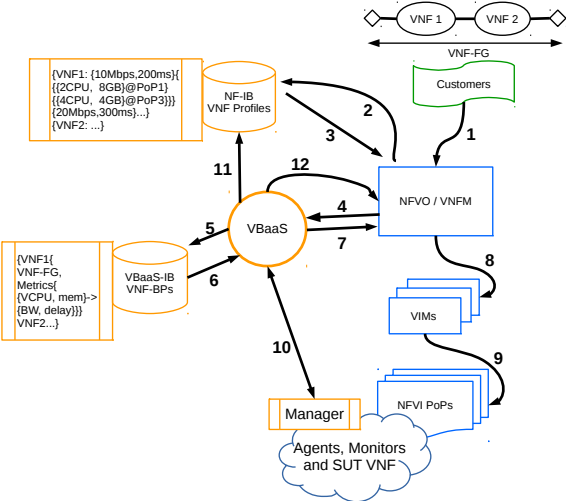 VNF 1
VNF 2
VNF-FG
{VNF1: {10Mbps,200ms}{
{{2CPU,  8GB}@PoP1}
{{4CPU,  4GB}@PoP3}}}
{20Mbps,300ms}...}
{VNF2: ...}
NF-IB
VNF Profiles
Customers
2
1
3
11
12
NFVO / VNFM
4
5
VBaaS
7
{VNF1{
VNF-FG,
Metrics{
{VCPU, mem}->
{BW, delay}}}
VNF2...}
VBaaS-IB
VNF-BPs
6
8
VIMs
10
9
NFVI PoPs
Manager
Agents, Monitors
and SUT VNF